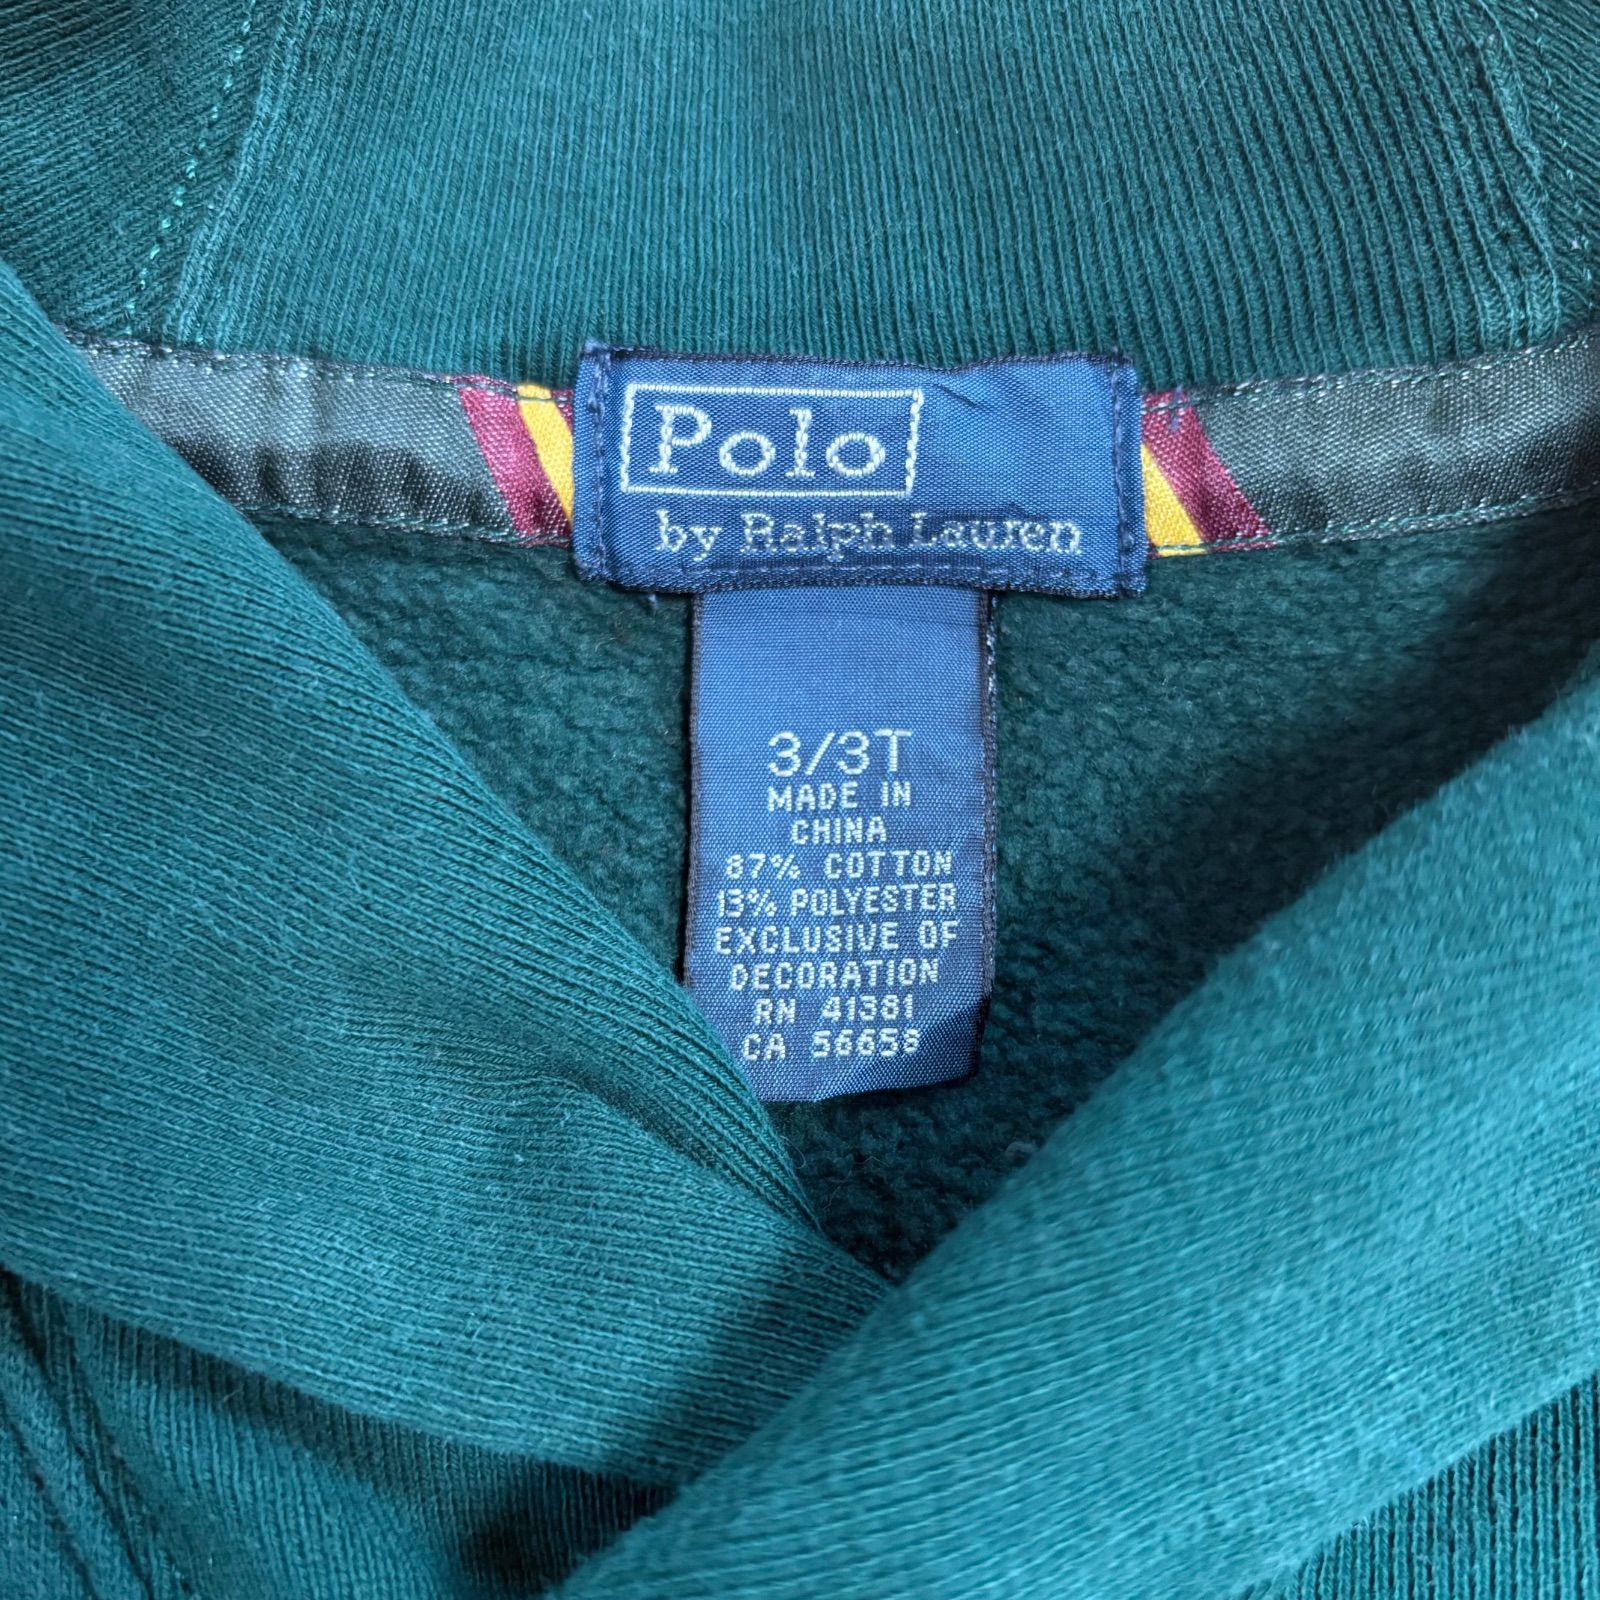 Polo
by Ralph Lauren
3/3T
MADE IN
CHINA
87% COTTON
13% POLYESTER
EXCLUSIVE OF
DECORATION
RN 41381
CA 56658